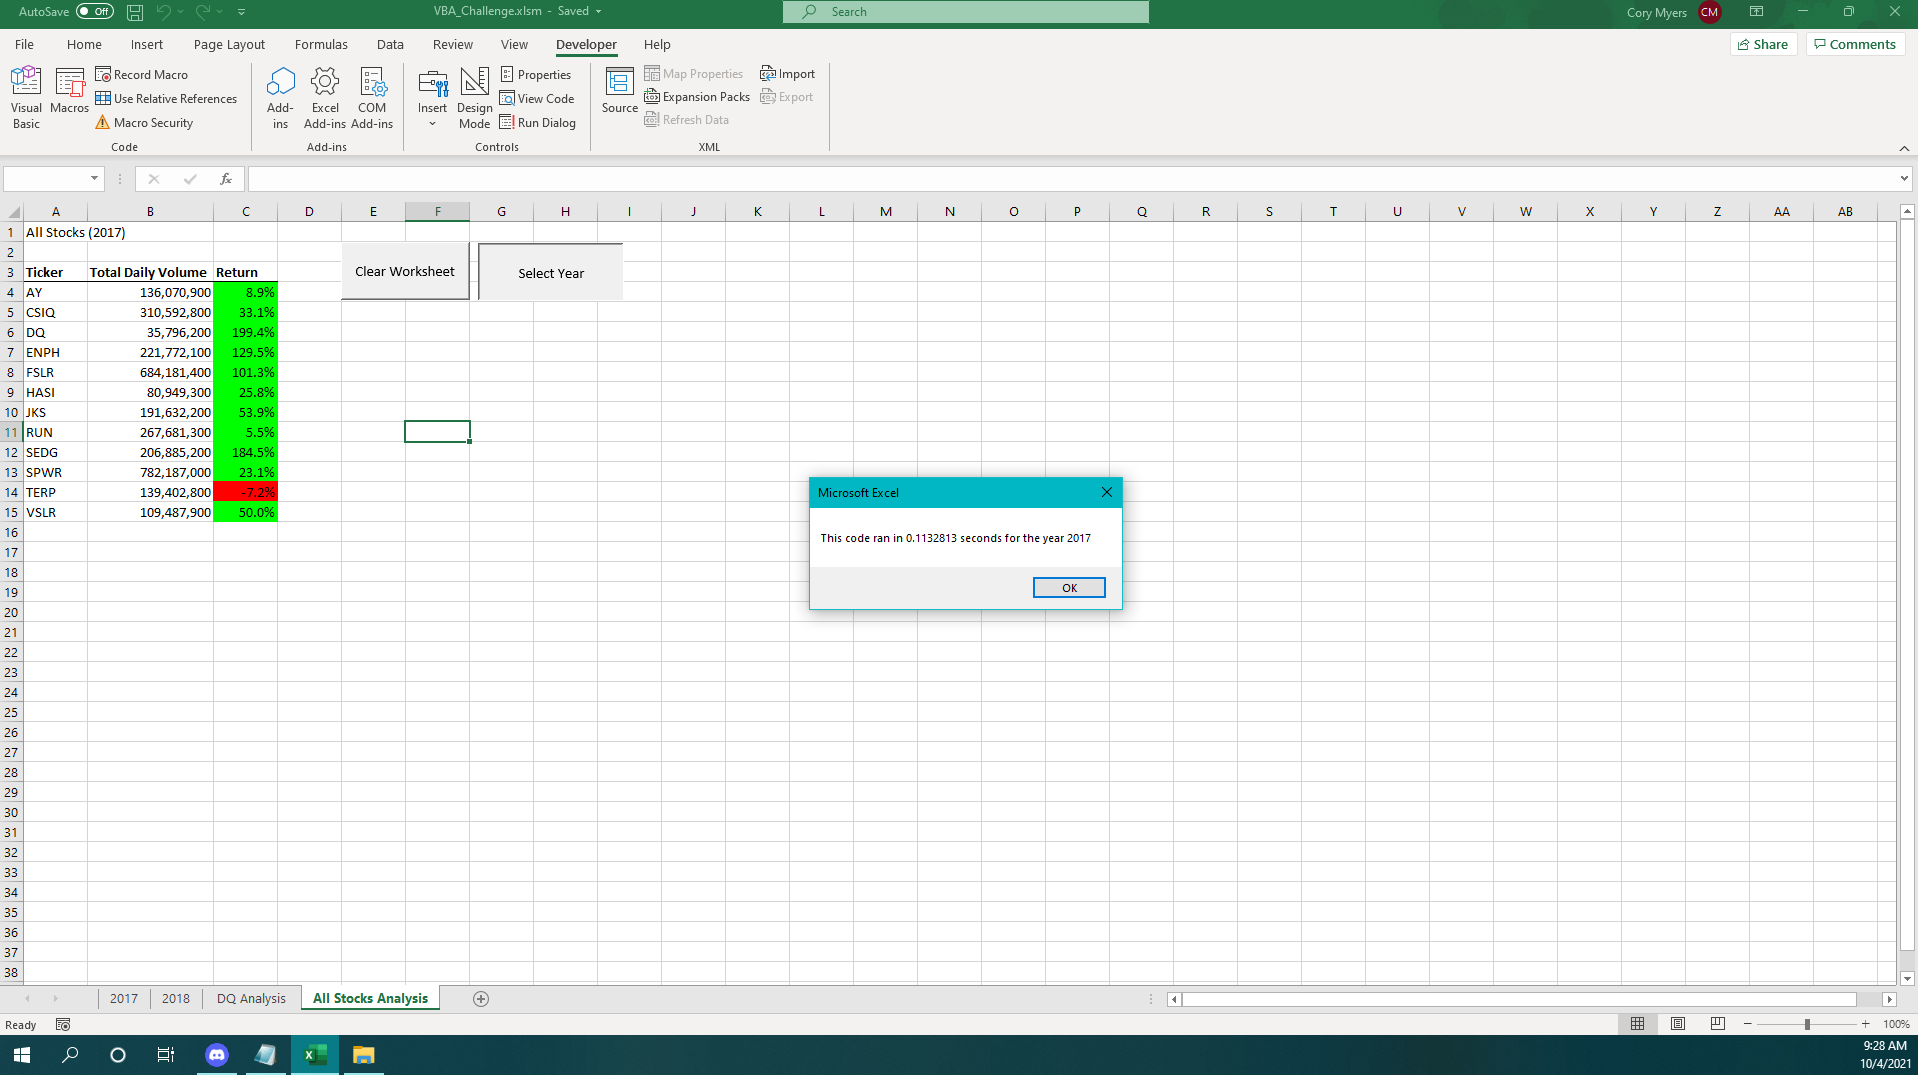 AutoSave Off VBA_Challenge.xlsm - Saved Search Cory Myers CM
File Home Insert Page Layout Formulas Data Review View Developer Help Share Comments
Visual Basic
Macros
Record Macro
Use Relative References
Macro Security
Code
Add-ins
Excel Add-ins
COM Add-ins
Add-ins
Insert
Design Mode
Properties
View Code
Run Dialog
Controls
Source
Map Properties
Expansion Packs
Refresh Data
Import
Export
XML
fx
A B C D E F G H I J K L M N O P Q R S T U V W X Y Z AA AB
1 All Stocks (2017)
2
Clear Worksheet Select Year
3 Ticker Total Daily Volume Return
4 AY 136,070,900 8.9%
5 CSIQ 310,592,800 33.1%
6 DQ 35,796,200 199.4%
7 ENPH 221,772,100 129.5%
8 FSLR 684,181,400 101.3%
9 HASI 80,949,300 25.8%
10 JKS 191,632,200 53.9%
11 RUN 267,681,300 5.5%
12 SEDG 206,885,200 184.5%
13 SPWR 782,187,000 23.1%
14 TERP 139,402,800 -7.2%
15 VSLR 109,487,900 50.0%
16
17
18
19
20
21
22
23
24
25
26
27
28
29
30
31
32
33
34
35
36
37
38
Microsoft Excel
This code ran in 0.1132813 seconds for the year 2017
OK
2017 2018 DQ Analysis All Stocks Analysis
Ready 100%
9:28 AM
10/4/2021